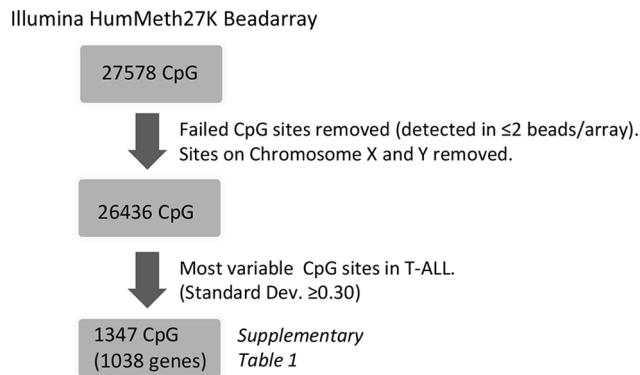 Illumina HumMeth27K Beadarray
27578 CpG
Failed CpG sites removed (detected in ≤2 beads/array).
Sites on Chromosome X and Y removed.
26436 CpG
Most variable CpG sites in T-ALL.
(Standard Dev. ≥0.30)
1347 CpG
(1038 genes)
Supplementary
Table 1